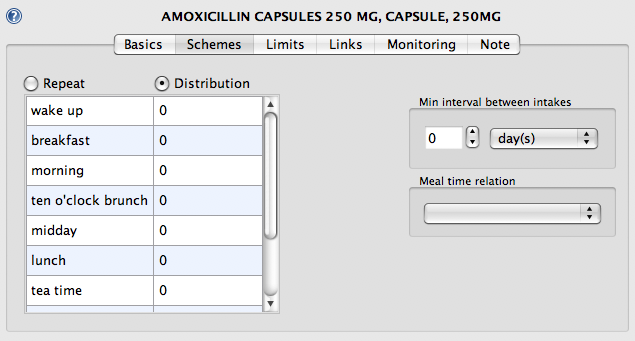 AMOXICILLIN CAPSULES 250 MG, CAPSULE, 250MG
Basics Schemes Limits Links Monitoring Note
Repeat Distribution
wake up 0
breakfast 0
morning 0
ten o'clock brunch 0
midday 0
lunch 0
tea time 0
Min interval between intakes
0 day(s)
Meal time relation